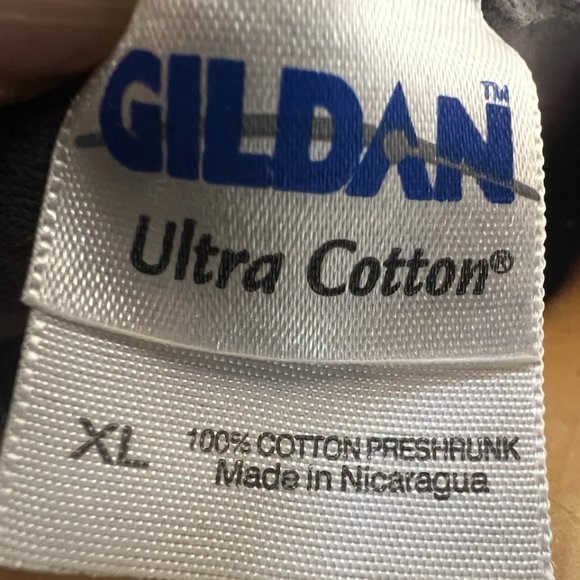 GILDAN™
Ultra Cotton®
XL
100% COTTON PRESHRUNK
Made in Nicaragua